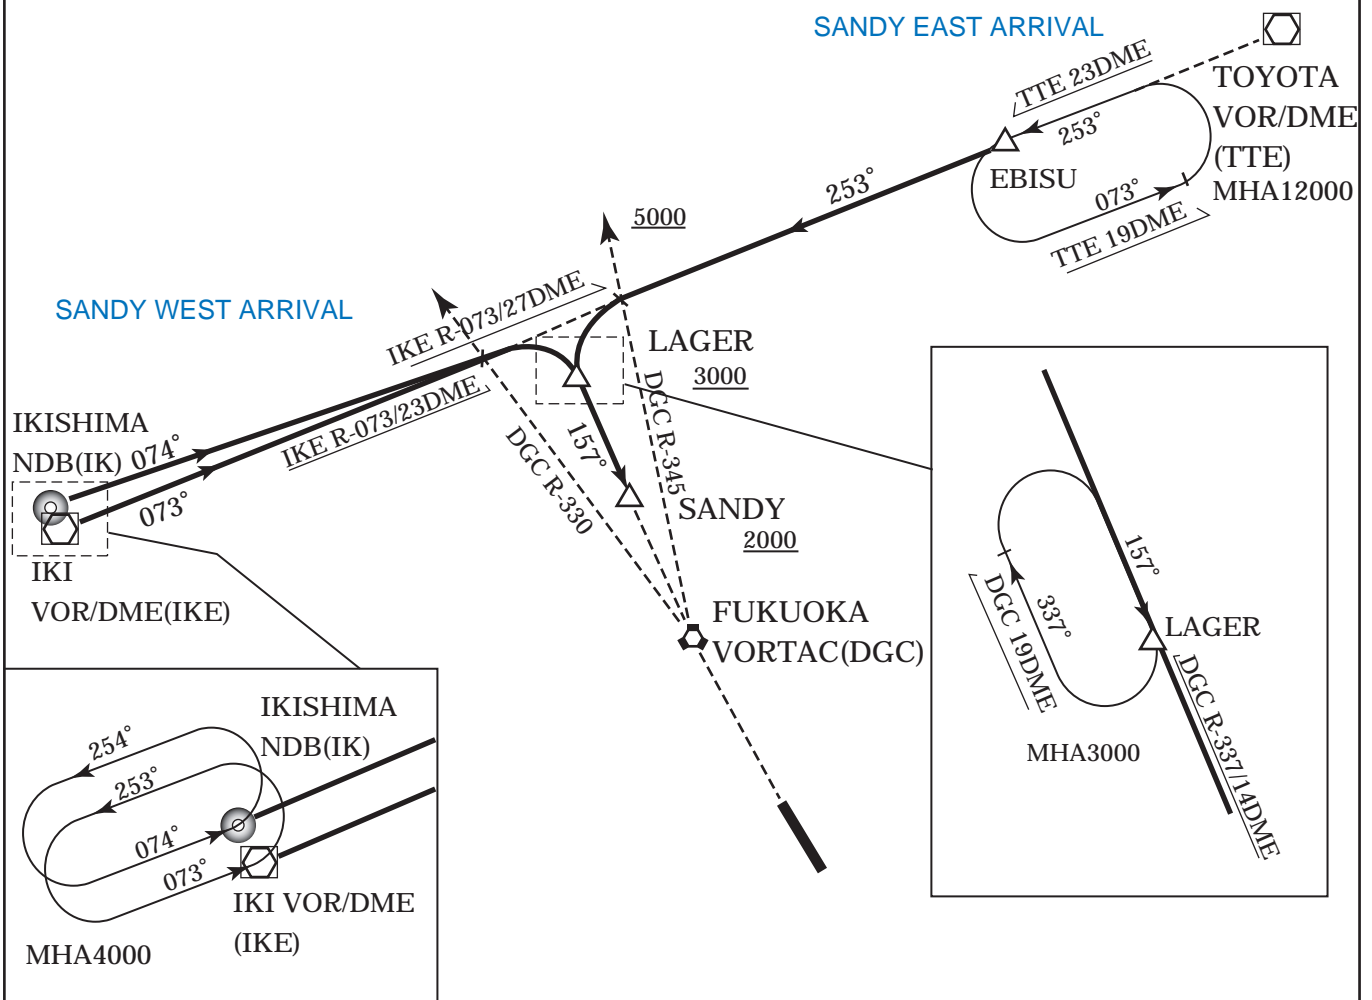 SANDY EAST ARRIVAL
TTE 23DME
TOYOTA
VOR/DME
(TTE)
MHA12000
253°
EBISU
073°
TTE 19DME
253°
5000
SANDY WEST ARRIVAL
IKE R-073/27DME
LAGER
3000
IKE R-073/23DME
DGC R-345
DGC R-330
157°
SANDY
2000
IKISHIMA
NDB(IK)
074°
073°
IKI
VOR/DME(IKE)
FUKUOKA
VORTAC(DGC)
157°
LAGER
337°
DGC 19DME
DGC R-337/14DME
MHA3000
IKISHIMA
NDB(IK)
254°
253°
074°
073°
IKI VOR/DME
(IKE)
MHA4000